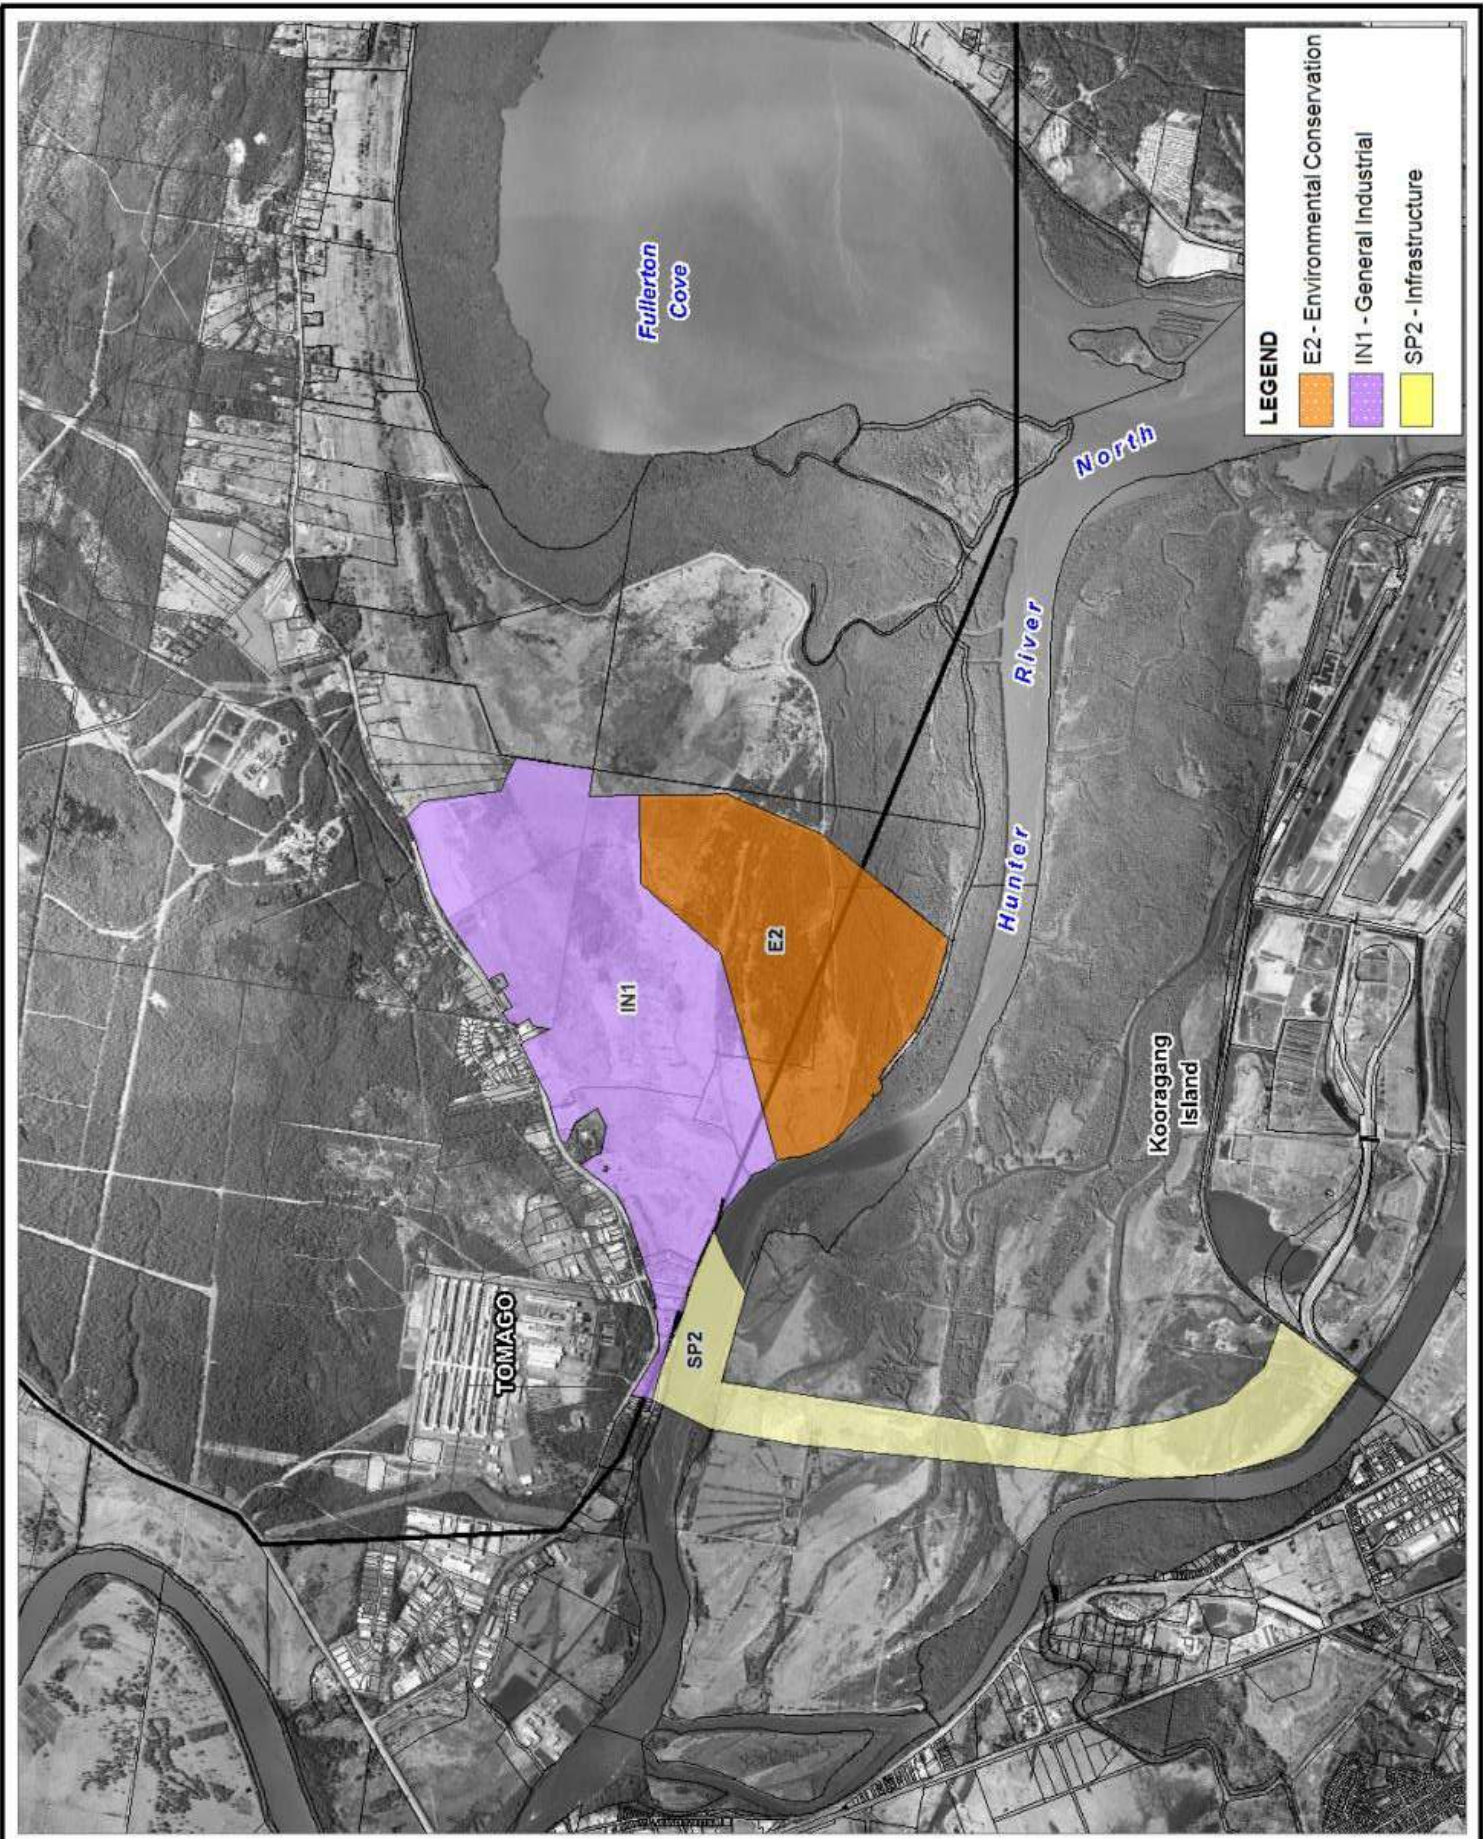 Fullerton
Cove
TOMAGO
IN1
E2
SP2
Hunter
River
North
Kooragang
Island
LEGEND
E2 - Environmental Conservation
IN1 - General Industrial
SP2 - Infrastructure